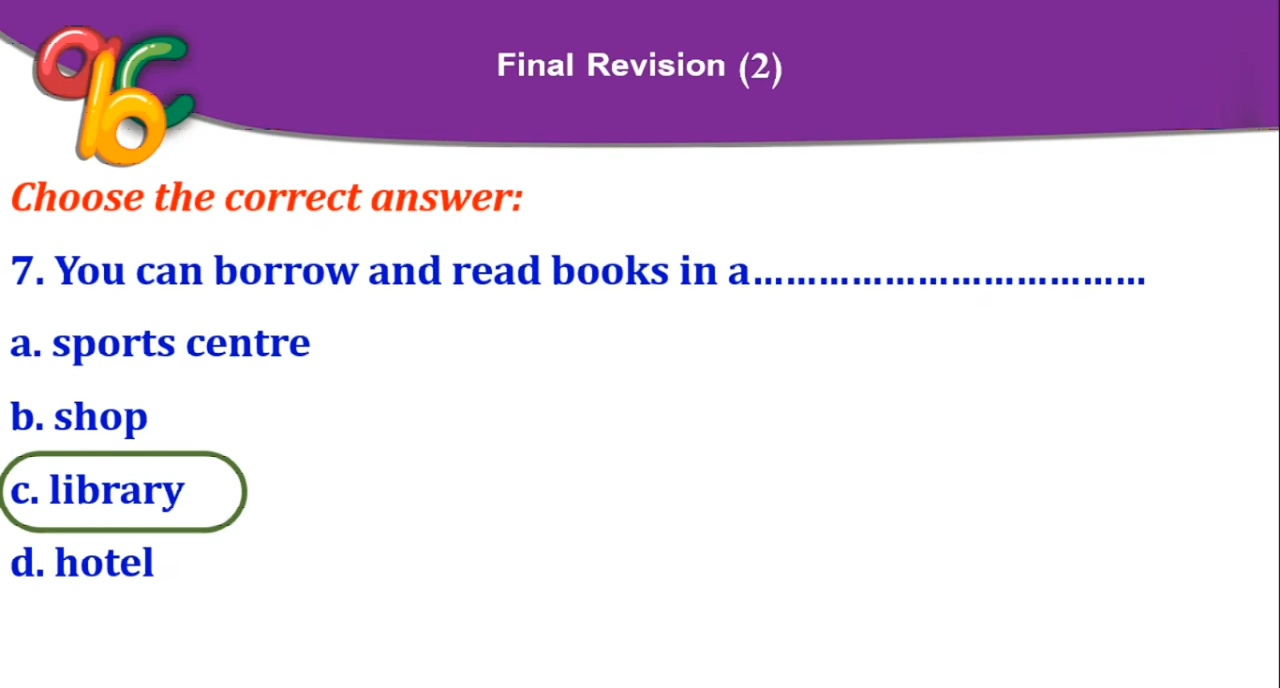 abc
Final Revision (2)
Choose the correct answer:
7. You can borrow and read books in a.......................................
a. sports centre
b. shop
c. library
d. hotel